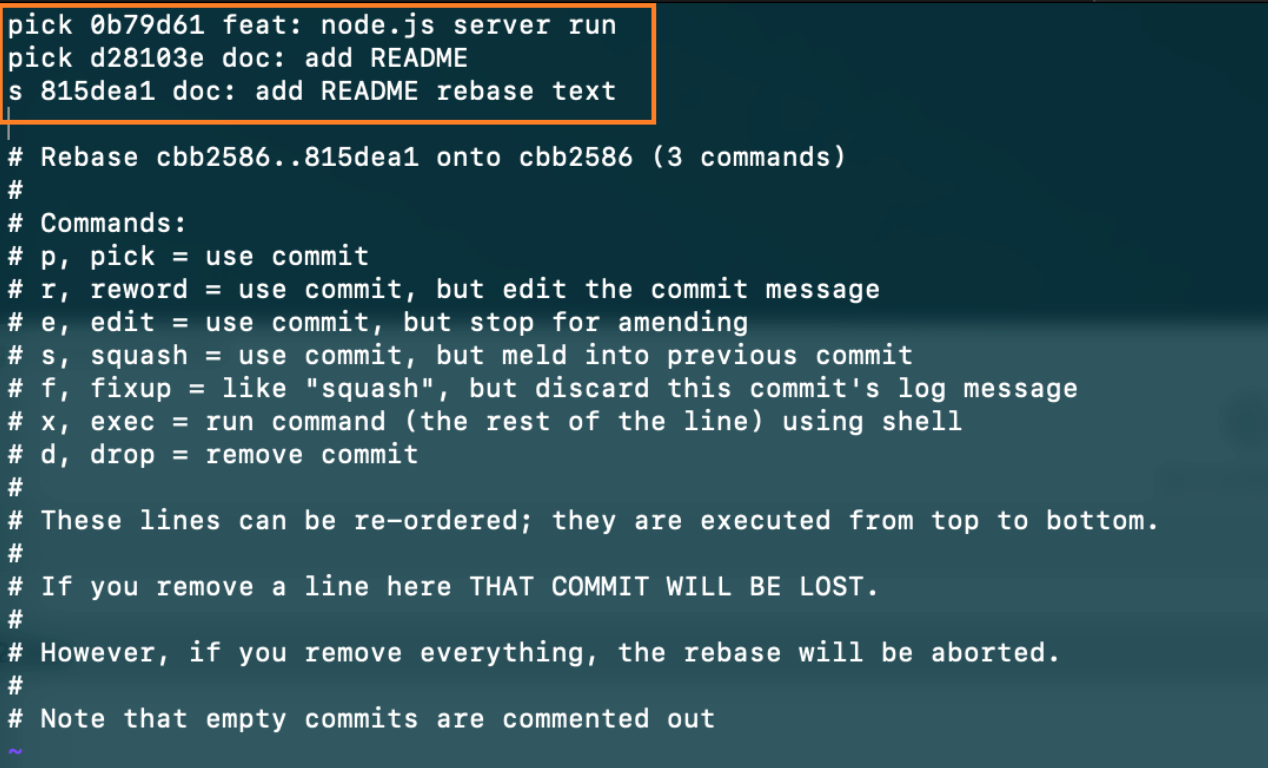 pick 0b79d61 feat: node.js server run
pick d28103e doc: add README
s 815dea1 doc: add README rebase text
# Rebase cbb2586..815dea1 onto cbb2586 (3 commands)
#
# Commands:
# p, pick = use commit
# r, reword = use commit, but edit the commit message
# e, edit = use commit, but stop for amending
# s, squash = use commit, but meld into previous commit
# f, fixup = like "squash", but discard this commit's log message
# x, exec = run command (the rest of the line) using shell
# d, drop = remove commit
#
# These lines can be re-ordered; they are executed from top to bottom.
#
# If you remove a line here THAT COMMIT WILL BE LOST.
#
# However, if you remove everything, the rebase will be aborted.
#
# Note that empty commits are commented out
~